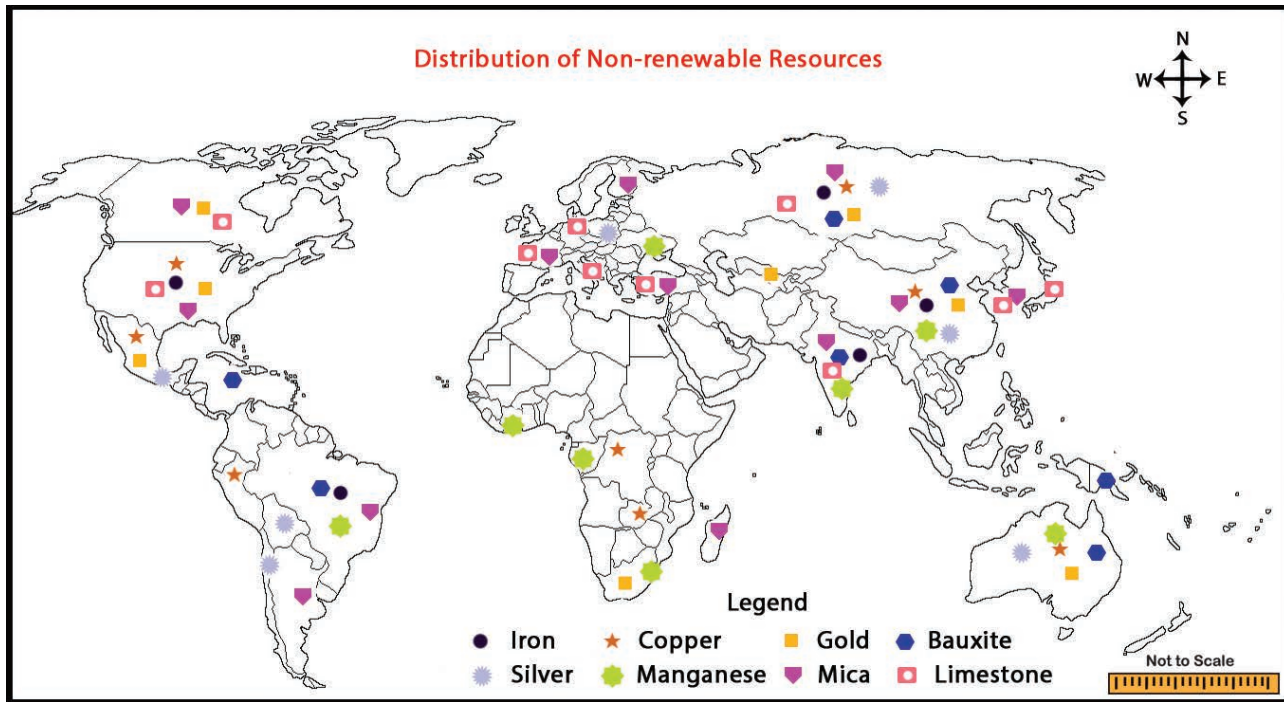 Distribution of Non-renewable Resources
N
W E
S
Legend
Iron Copper Gold Bauxite
Silver Manganese Mica Limestone
Not to Scale